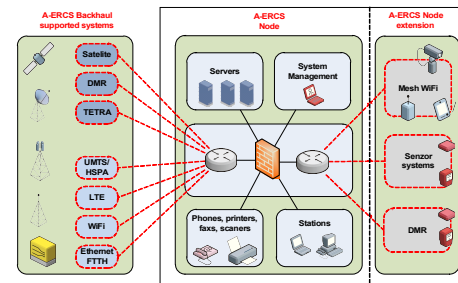 A-ERCS Backhaul
supported systems
Satelite
DMR
TETRA
UMTS/
HSPA
LTE
WiFi
Ethernet
FTTH
A-ERCS
Node
Servers
System
Management
Phones, printers,
faxs, scaners
Stations
A-ERCS Node
extension
Mesh WiFi
Senzor
systems
DMR